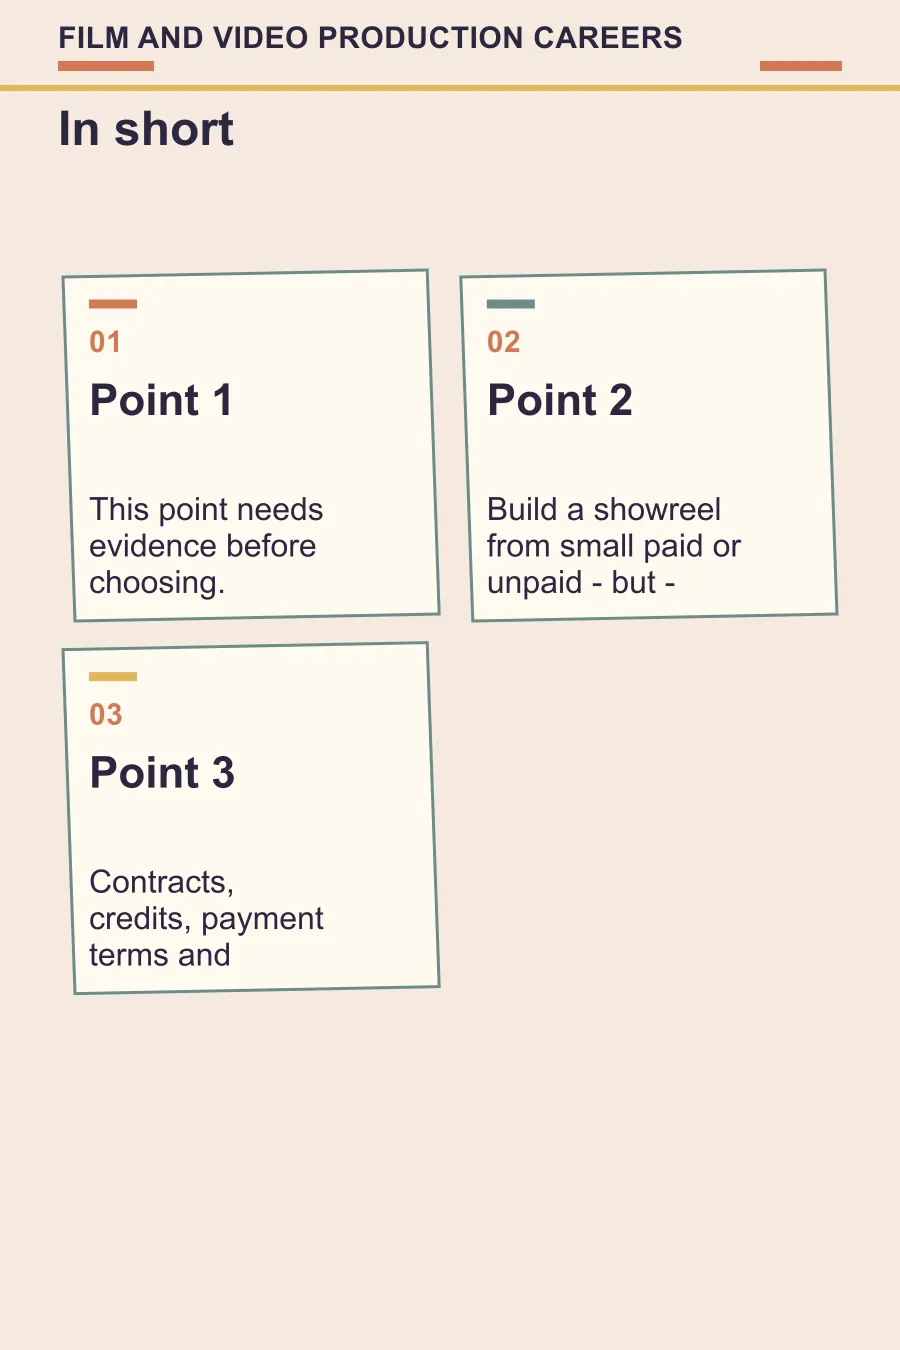 FILM AND VIDEO PRODUCTION CAREERS
In short
01
Point 1
This point needs
evidence before
choosing.
02
Point 2
Build a showreel
from small paid or
unpaid - but -
03
Point 3
Contracts,
credits, payment
terms and